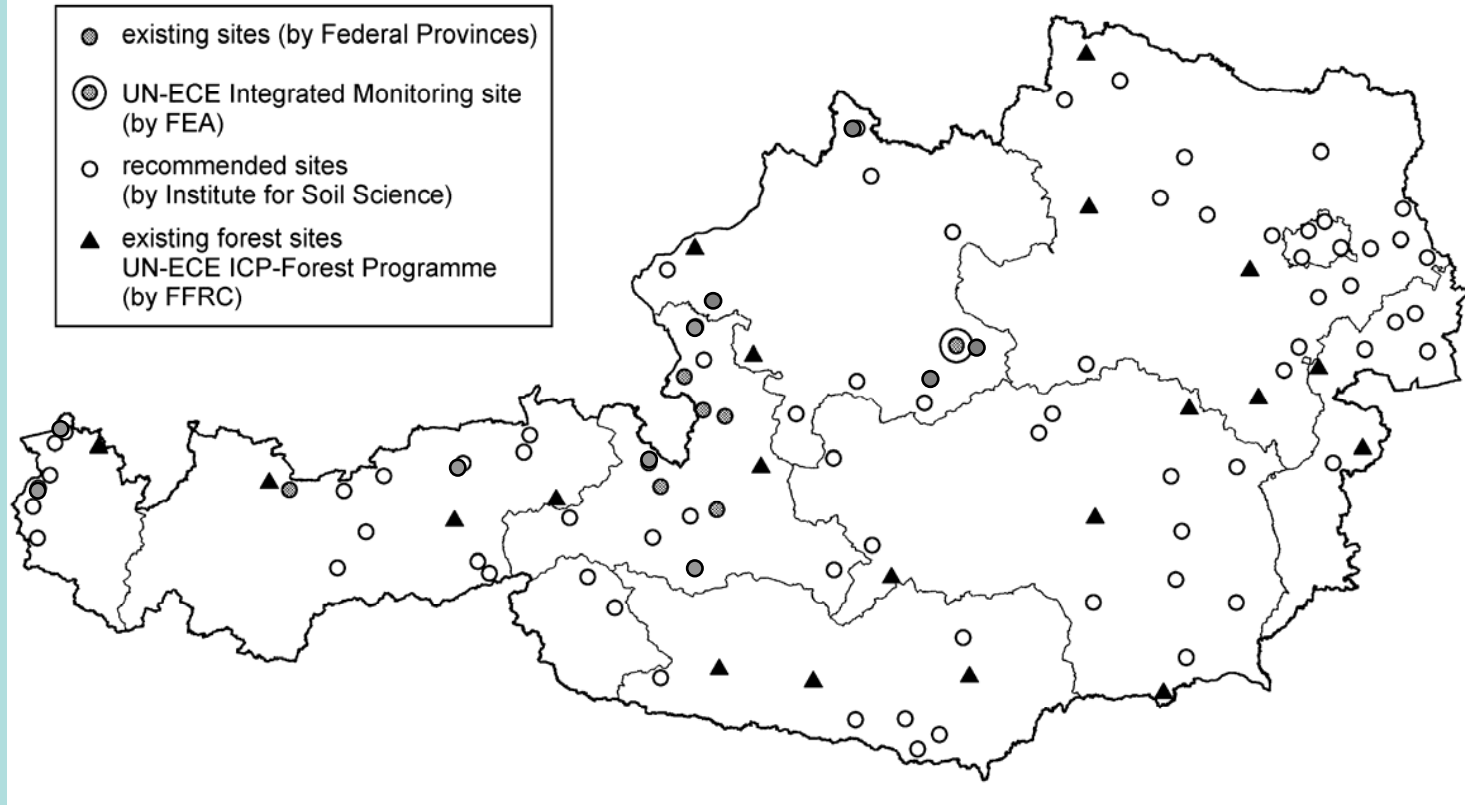 existing sites (by Federal Provinces)
UN-ECE Integrated Monitoring site
(by FEA)
recommended sites
(by Institute for Soil Science)
existing forest sites
UN-ECE ICP-Forest Programme
(by FFRC)